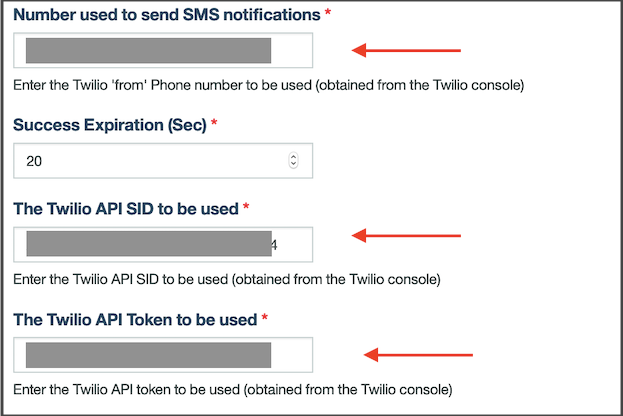 Number used to send SMS notifications *
Enter the Twilio 'from' Phone number to be used (obtained from the Twilio console)
Success Expiration (Sec) *
20
The Twilio API SID to be used *
4
Enter the Twilio API SID to be used (obtained from the Twilio console)
The Twilio API Token to be used *
Enter the Twilio API token to be used (obtained from the Twilio console)